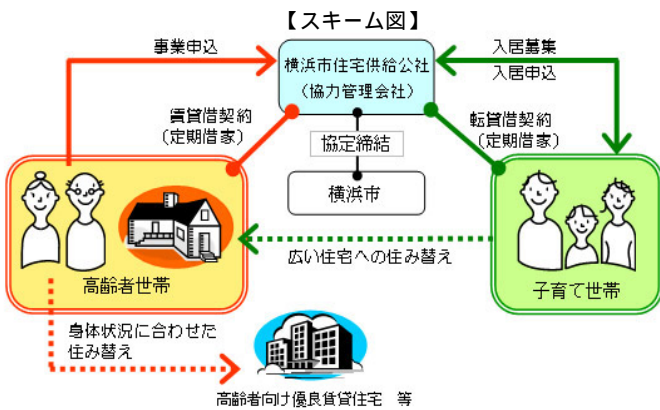 【スキーム図】
事業申込
横浜市住宅供給公社
（協力管理会社）
入居募集
入居申込
賃貸借契約
(定期借家)
転貸借契約
(定期借家)
協定締結
横浜市
広い住宅への住み替え
高齢者世帯
子育て世帯
身体状況に合わせた
住み替え
高齢者向け優良賃貸住宅　等